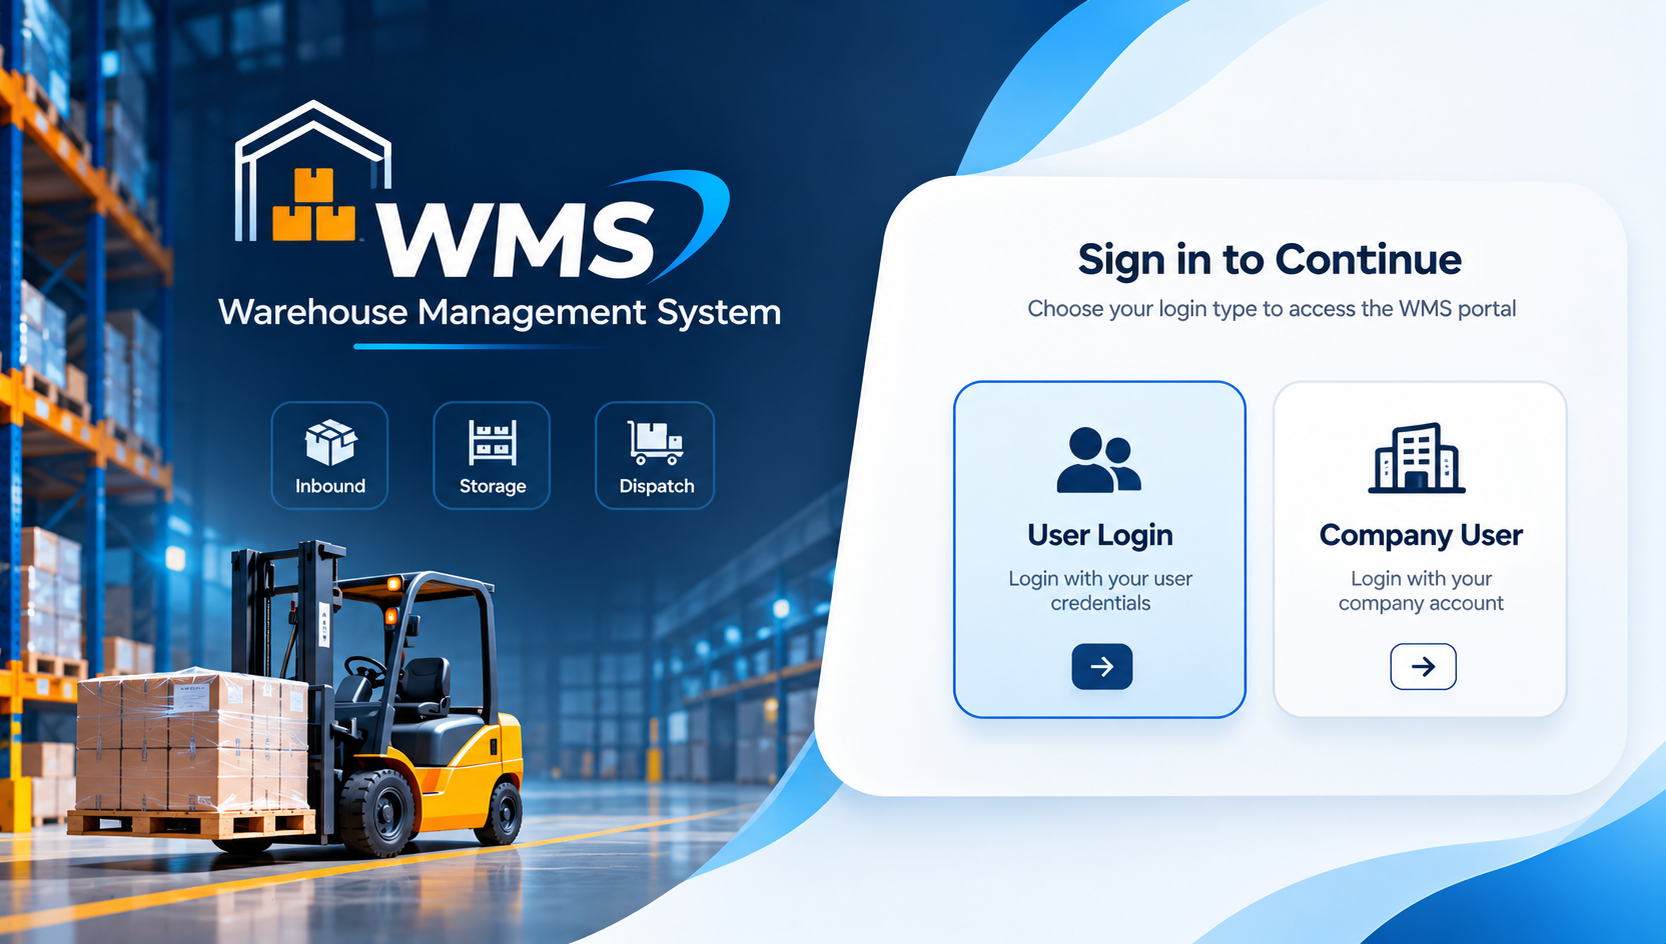 WMS
Warehouse Management System
Inbound
Storage
Dispatch
Sign in to Continue
Choose your login type to access the WMS portal
User Login
Login with your user
credentials
Company User
Login with your
company account